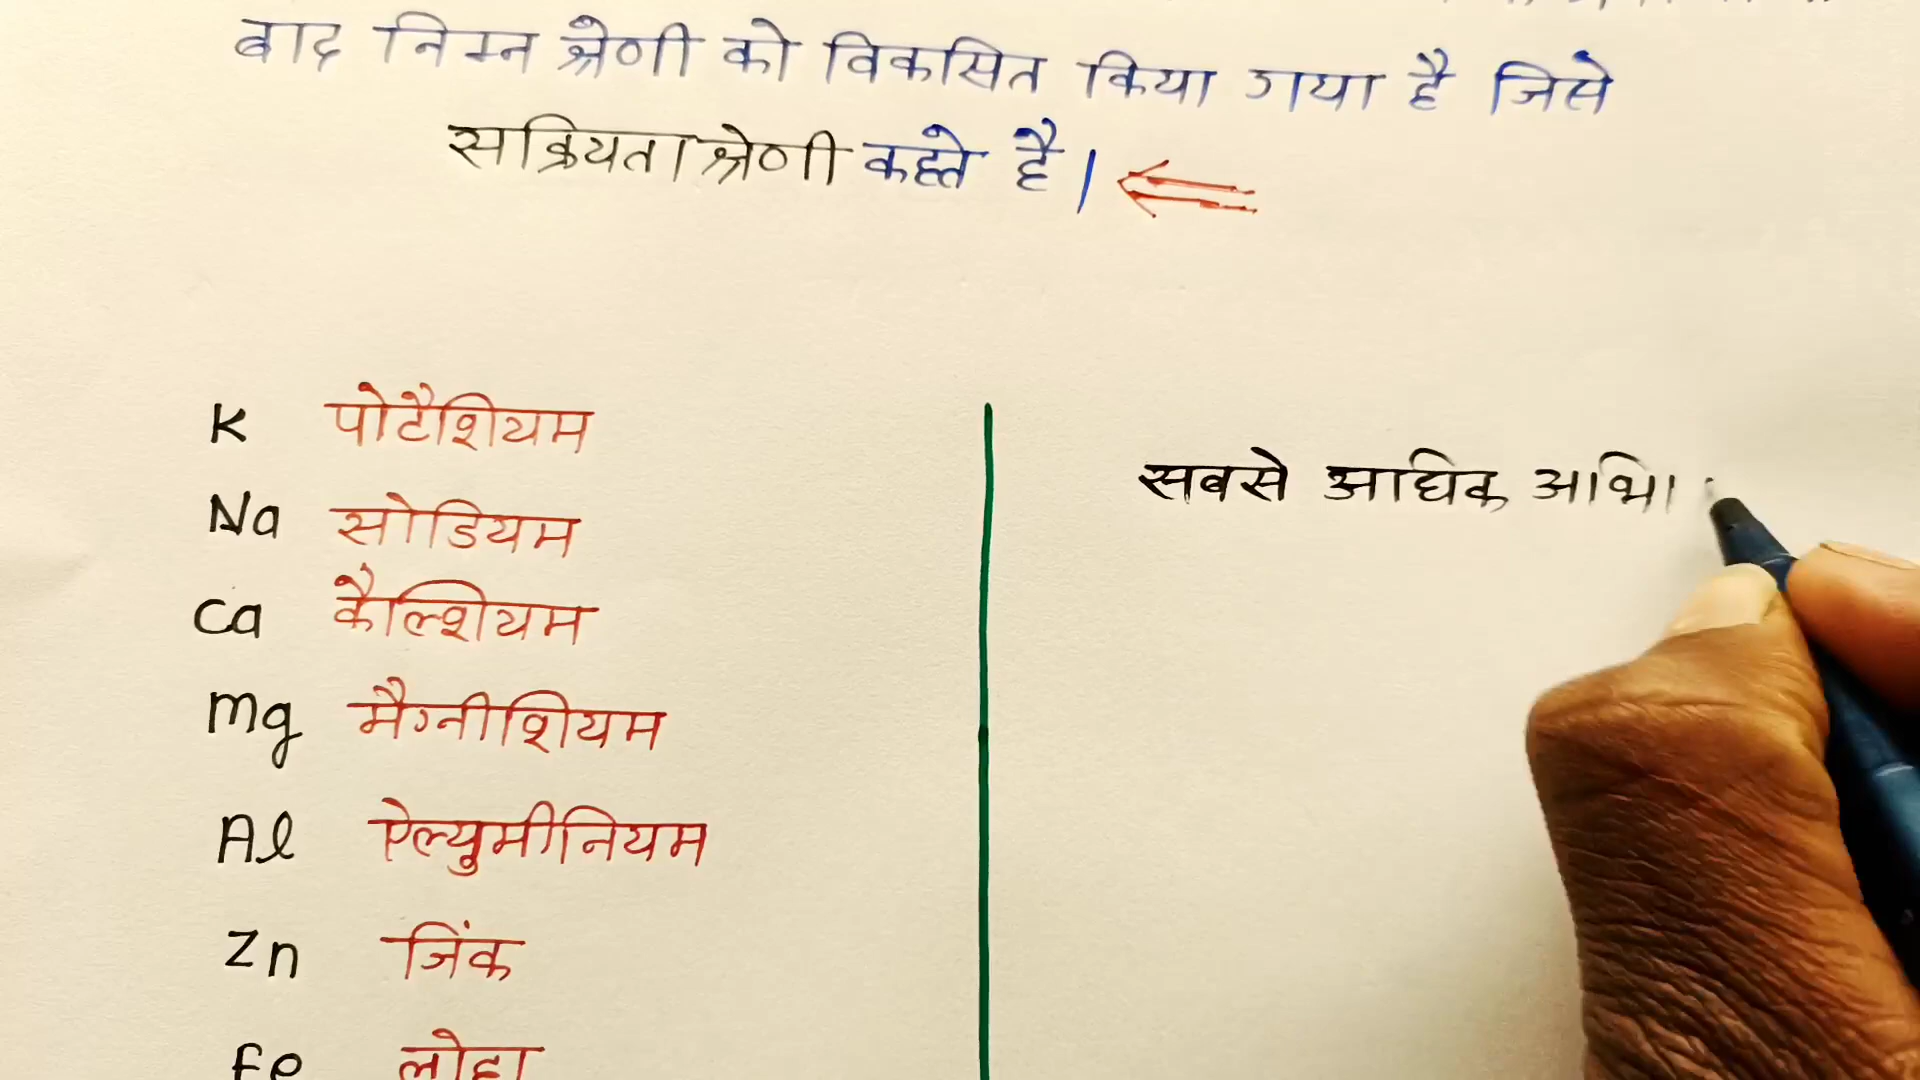 बाद निम्न श्रेणी को विकसित किया गया है जिसे
सक्रियता श्रेणी कहते है।
K पोटैशियम
Na सोडियम
Ca कैल्शियम
सबसे अधिक अभि
Mg मैग्नीशियम
Al ऐल्युमीनियम
Zn जिंक
Fe लोहा